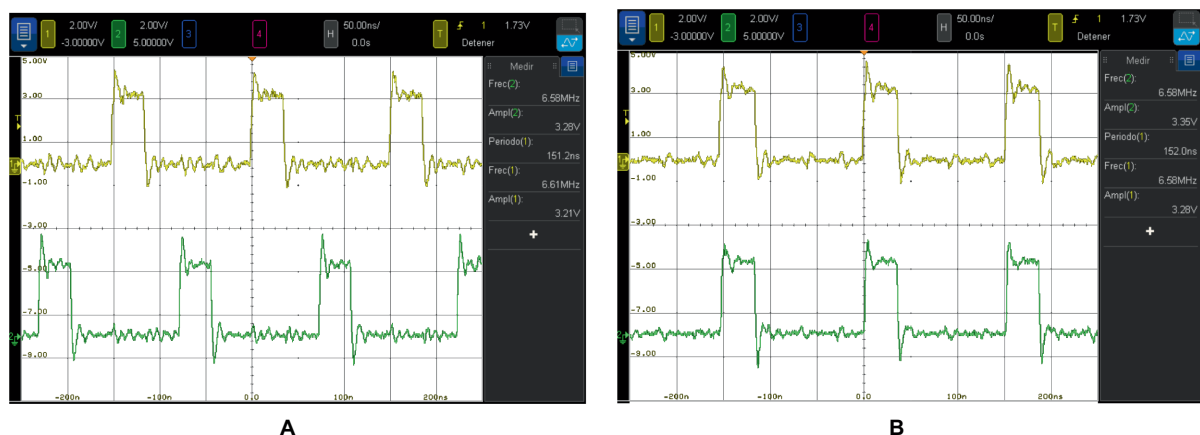 1 2.00V/ -3.00000V 2 2.00V/ 5.00000V 3 4 H 50.00ns/ 0.0s T 1 1.73V Detener
5.00V
3.00
1.00
-1.00
-3.00
-5.00
-7.00
-9.00
-200n -100n 0.0 100n 200ns
T
1
2
Medir
Frec(2):
6.58MHz
Ampl(2):
3.28V
Periodo(1):
151.2ns
Frec(1):
6.61MHz
Ampl(1):
3.21V
+
A
1 2.00V/ -3.00000V 2 2.00V/ 5.00000V 3 4 H 50.00ns/ 0.0s T 1 1.73V Detener
5.00V
3.00
1.00
-1.00
-3.00
-5.00
-7.00
-9.00
-200n -100n 0.0 100n 200ns
T
1
2
Medir
Frec(2):
6.58MHz
Ampl(2):
3.35V
Periodo(1):
152.0ns
Frec(1):
6.58MHz
Ampl(1):
3.28V
+
B